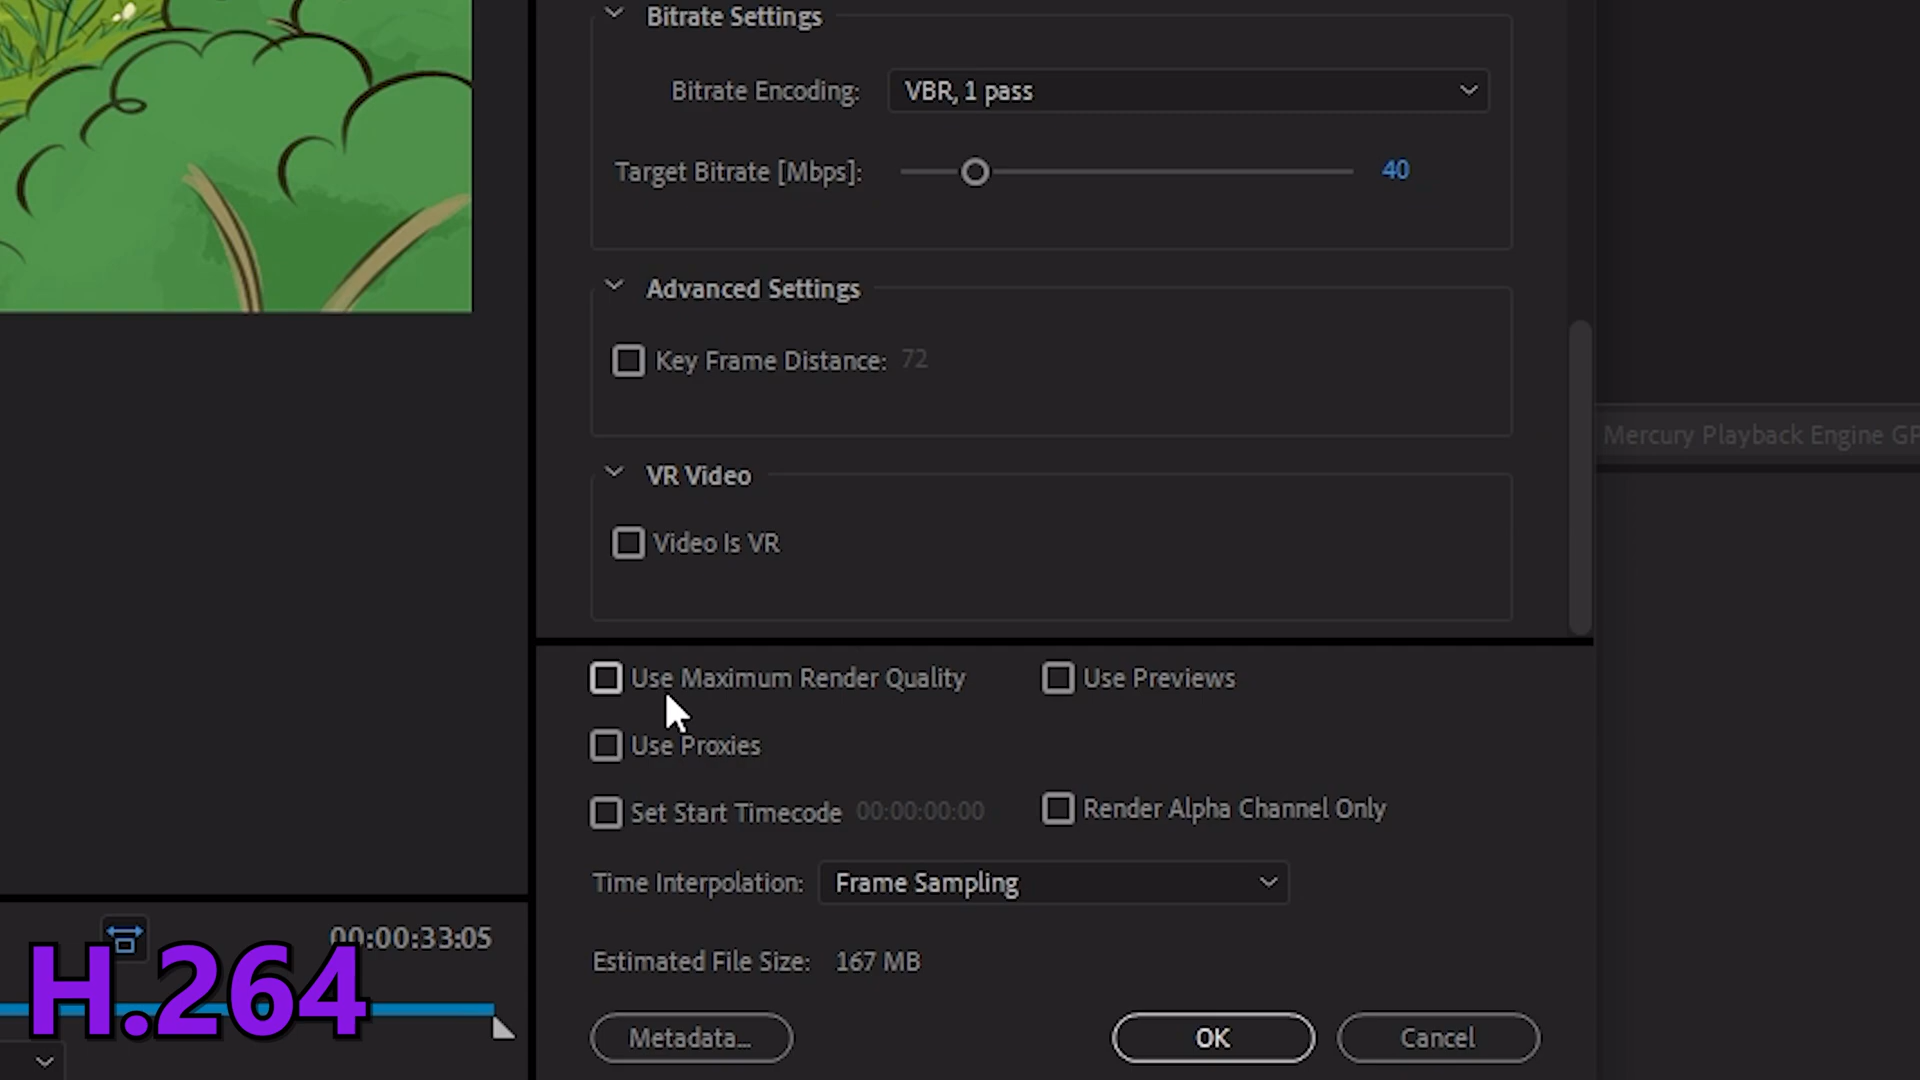 Bitrate Settings
Bitrate Encoding: VBR, 1 pass
Target Bitrate [Mbps]: 40
Advanced Settings
Key Frame Distance: 72
Mercury Playback Engine GP
VR Video
Video Is VR
Use Maximum Render Quality Use Previews
Use Proxies
Set Start Timecode 00:00:00:00 Render Alpha Channel Only
Time Interpolation: Frame Sampling
00:00:33:05
Estimated File Size: 167 MB
H.264
Metadata... OK Cancel